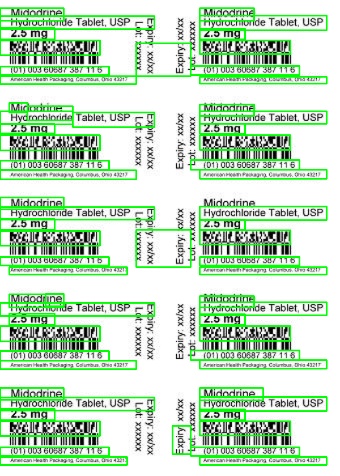 Midodrine
Hydrochloride Tablet, USP
2.5 mg
(01) 003 60687 387 11 6
American Health Packaging, Columbus, Ohio 43217
Lot: xxxxxx
Expiry: xx/xx
Expiry: xx/xx
Lot: xxxxxx
Midodrine
Hydrochloride Tablet, USP
2.5 mg
(01) 003 60687 387 11 6
American Health Packaging, Columbus, Ohio 43217
Midodrine
Hydrochloride Tablet, USP
2.5 mg
(01) 003 60687 387 11 6
American Health Packaging, Columbus, Ohio 43217
Lot: xxxxxx
Expiry: xx/xx
Expiry: xx/xx
Lot: xxxxxx
Midodrine
Hydrochloride Tablet, USP
2.5 mg
(01) 003 60687 387 11 6
American Health Packaging, Columbus, Ohio 43217
Midodrine
Hydrochloride Tablet, USP
2.5 mg
(01) 003 60687 387 11 6
American Health Packaging, Columbus, Ohio 43217
Lot: xxxxxx
Expiry: xx/xx
Expiry: xx/xx
Lot: xxxxxx
Midodrine
Hydrochloride Tablet, USP
2.5 mg
(01) 003 60687 387 11 6
American Health Packaging, Columbus, Ohio 43217
Midodrine
Hydrochloride Tablet, USP
2.5 mg
(01) 003 60687 387 11 6
American Health Packaging, Columbus, Ohio 43217
Lot: xxxxxx
Expiry: xx/xx
Expiry: xx/xx
Lot: xxxxxx
Midodrine
Hydrochloride Tablet, USP
2.5 mg
(01) 003 60687 387 11 6
American Health Packaging, Columbus, Ohio 43217
Midodrine
Hydrochloride Tablet, USP
2.5 mg
(01) 003 60687 387 11 6
American Health Packaging, Columbus, Ohio 43217
Lot: xxxxxx
Expiry: xx/xx
Expiry: xx/xx
Lot: xxxxxx
Midodrine
Hydrochloride Tablet, USP
2.5 mg
(01) 003 60687 387 11 6
American Health Packaging, Columbus, Ohio 43217